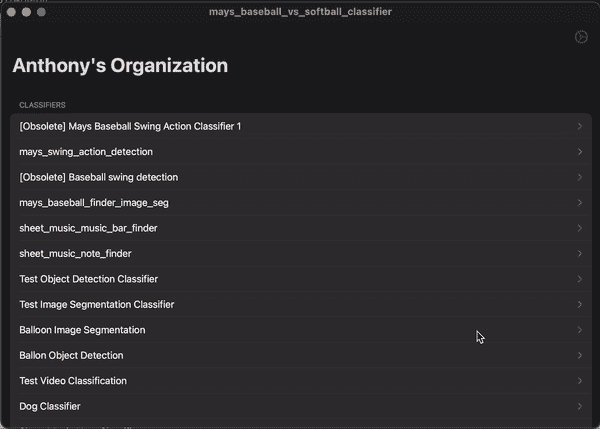 mays_baseball_vs_softball_classifier
Anthony's Organization
CLASSIFIERS
[Obsolete] Mays Baseball Swing Action Classifier 1
mays_swing_action_detection
[Obsolete] Baseball swing detection
mays_baseball_finder_image_seg
sheet_music_music_bar_finder
sheet_music_note_finder
Test Object Detection Classifier
Test Image Segmentation Classifier
Balloon Image Segmentation
Ballon Object Detection
Test Video Classification
Dog Classifier